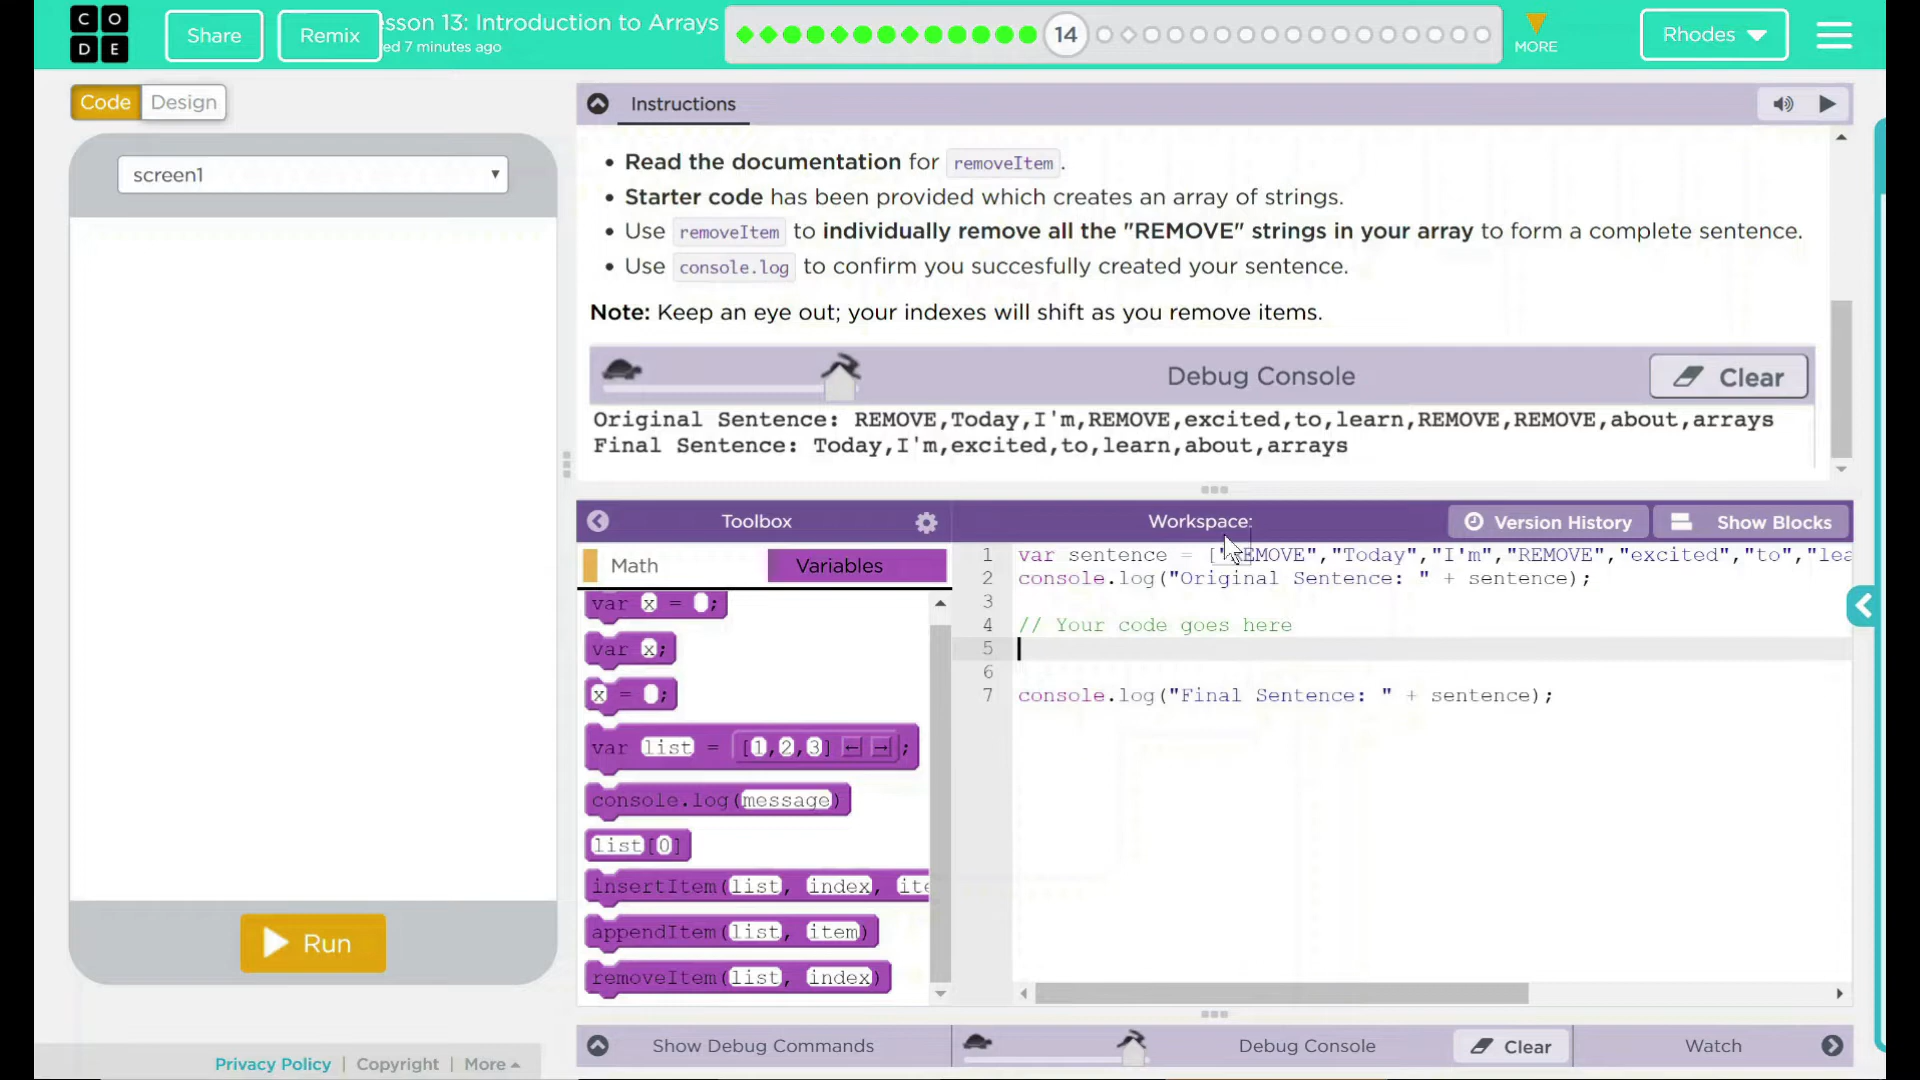 CODE
Share
Remix
esson 13: Introduction to Arrays
ed 7 minutes ago
14
MORE
Rhodes
Code
Design
screen1
Run
Privacy Policy | Copyright | More
Instructions
• Read the documentation for removeItem.
• Starter code has been provided which creates an array of strings.
• Use removeItem to individually remove all the "REMOVE" strings in your array to form a complete sentence.
• Use console.log to confirm you succesfully created your sentence.
Note: Keep an eye out; your indexes will shift as you remove items.
Debug Console
Clear
Original Sentence: REMOVE,Today,I'm,REMOVE,excited,to,learn,REMOVE,REMOVE,about,arrays
Final Sentence: Today,I'm,excited,to,learn,about,arrays
Toolbox
Workspace:
Version History
Show Blocks
Math
Variables
var x = ;
var x;
x = ;
var list = [1,2,3] ← → ;
console.log(message)
list[0]
insertItem(list, index, ite
appendItem(list, item)
removeItem(list, index)
1 var sentence = ["REMOVE","Today","I'm","REMOVE","excited","to","lea
2 console.log("Original Sentence: " + sentence);
3
4 // Your code goes here
5
6
7 console.log("Final Sentence: " + sentence);
Show Debug Commands
Debug Console
Clear
Watch